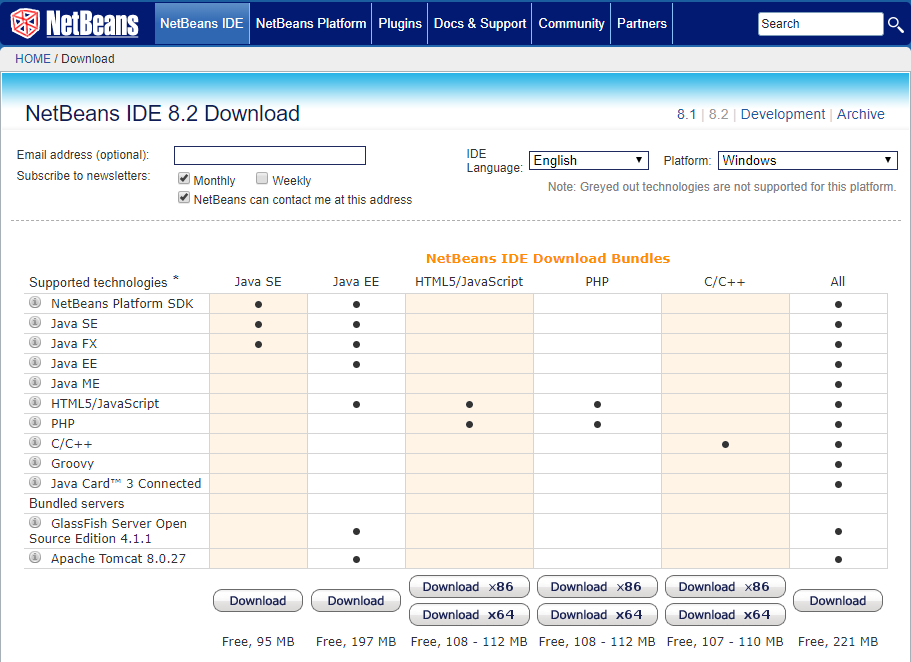 NetBeans NetBeans IDE NetBeans Platform Plugins Docs & Support Community Partners Search
HOME / Download
NetBeans IDE 8.2 Download
8.1 | 8.2 | Development | Archive
Email address (optional):
IDE Language: English Platform: Windows
Subscribe to newsletters: Monthly Weekly
Note: Greyed out technologies are not supported for this platform.
NetBeans can contact me at this address
NetBeans IDE Download Bundles
Supported technologies * Java SE Java EE HTML5/JavaScript PHP C/C++ All
NetBeans Platform SDK • • •
Java SE • • •
Java FX • • •
Java EE • •
Java ME •
HTML5/JavaScript • • • •
PHP • • •
C/C++ • •
Groovy •
Java Card™ 3 Connected •
Bundled servers
GlassFish Server Open
Source Edition 4.1.1 • •
Apache Tomcat 8.0.27 • •
Download Download Download x86 Download x86 Download x86 Download
Download x64 Download x64 Download x64
Free, 95 MB Free, 197 MB Free, 108 - 112 MB Free, 108 - 112 MB Free, 107 - 110 MB Free, 221 MB